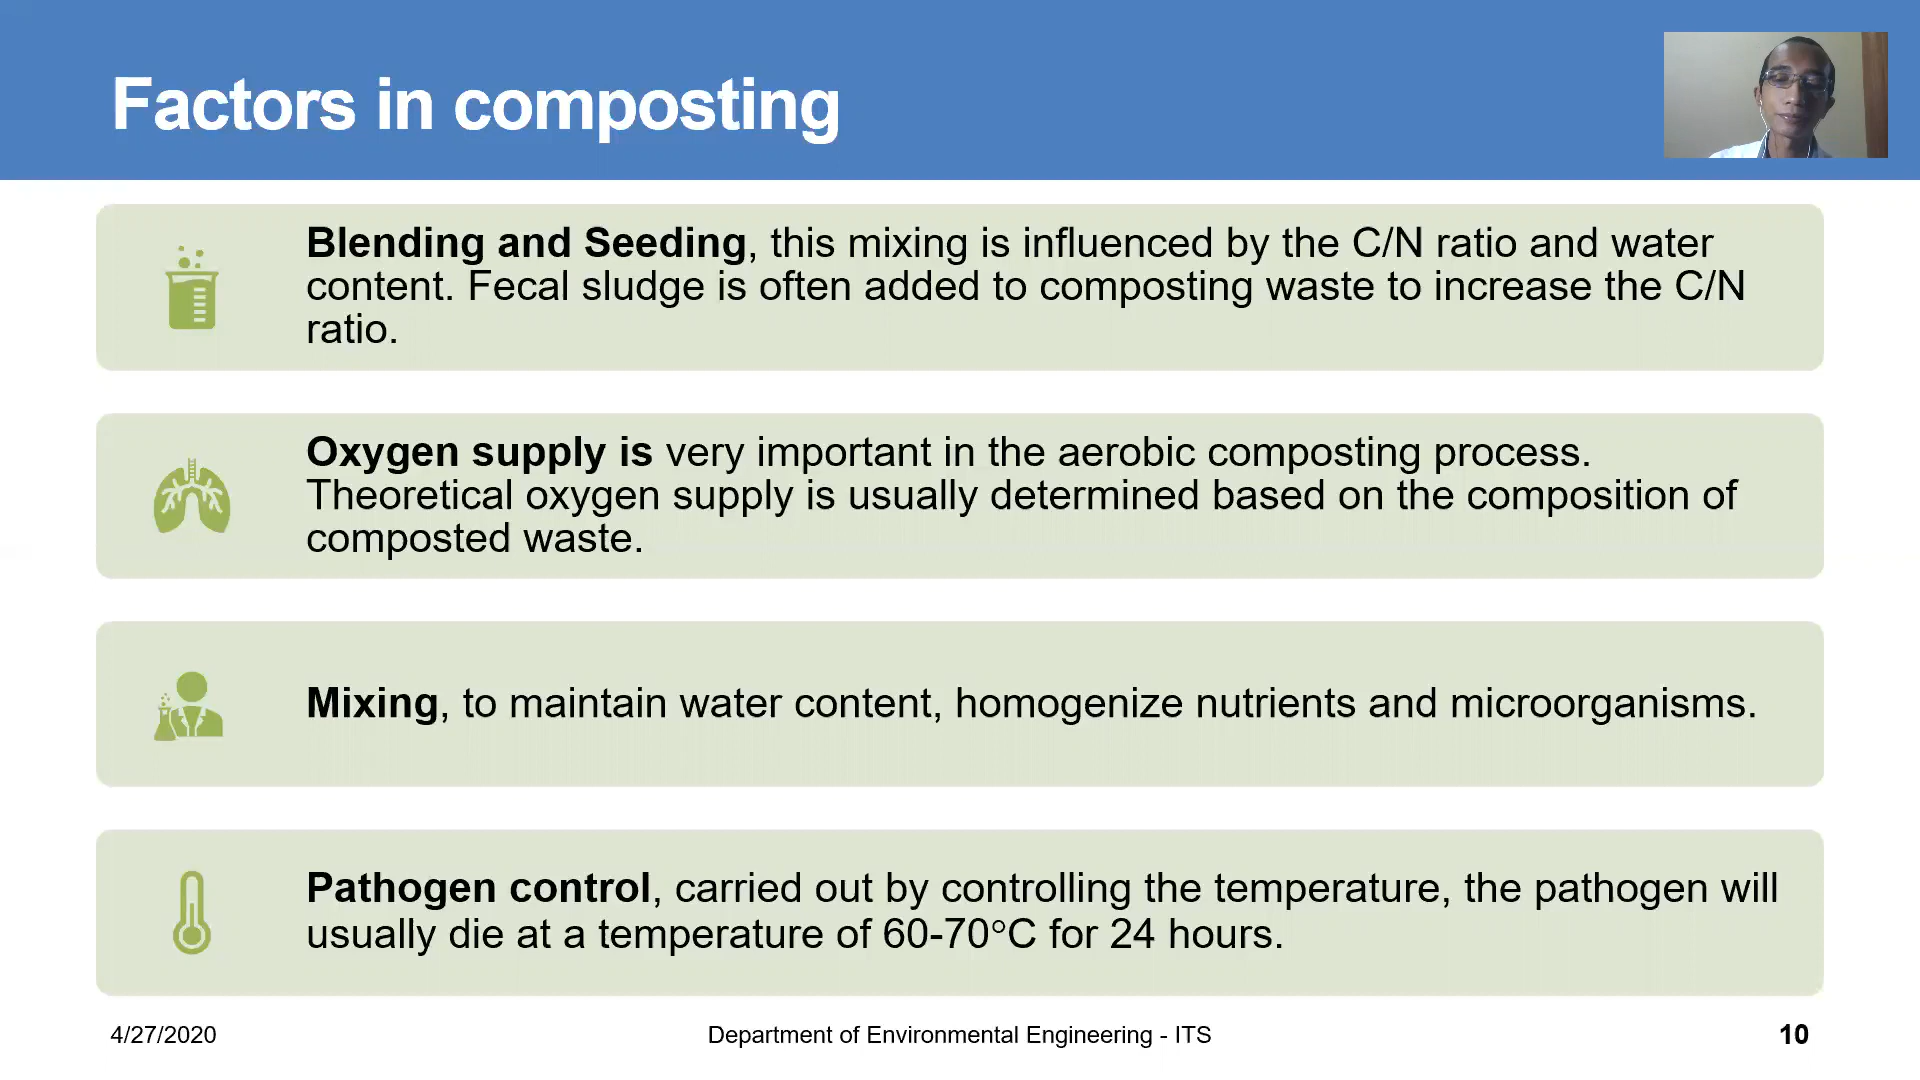 Factors in composting
Blending and Seeding, this mixing is influenced by the C/N ratio and water
content. Fecal sludge is often added to composting waste to increase the C/N
ratio.
Oxygen supply is very important in the aerobic composting process.
Theoretical oxygen supply is usually determined based on the composition of
composted waste.
Mixing, to maintain water content, homogenize nutrients and microorganisms.
Pathogen control, carried out by controlling the temperature, the pathogen will
usually die at a temperature of 60-70°C for 24 hours.
4/27/2020
Department of Environmental Engineering - ITS
10